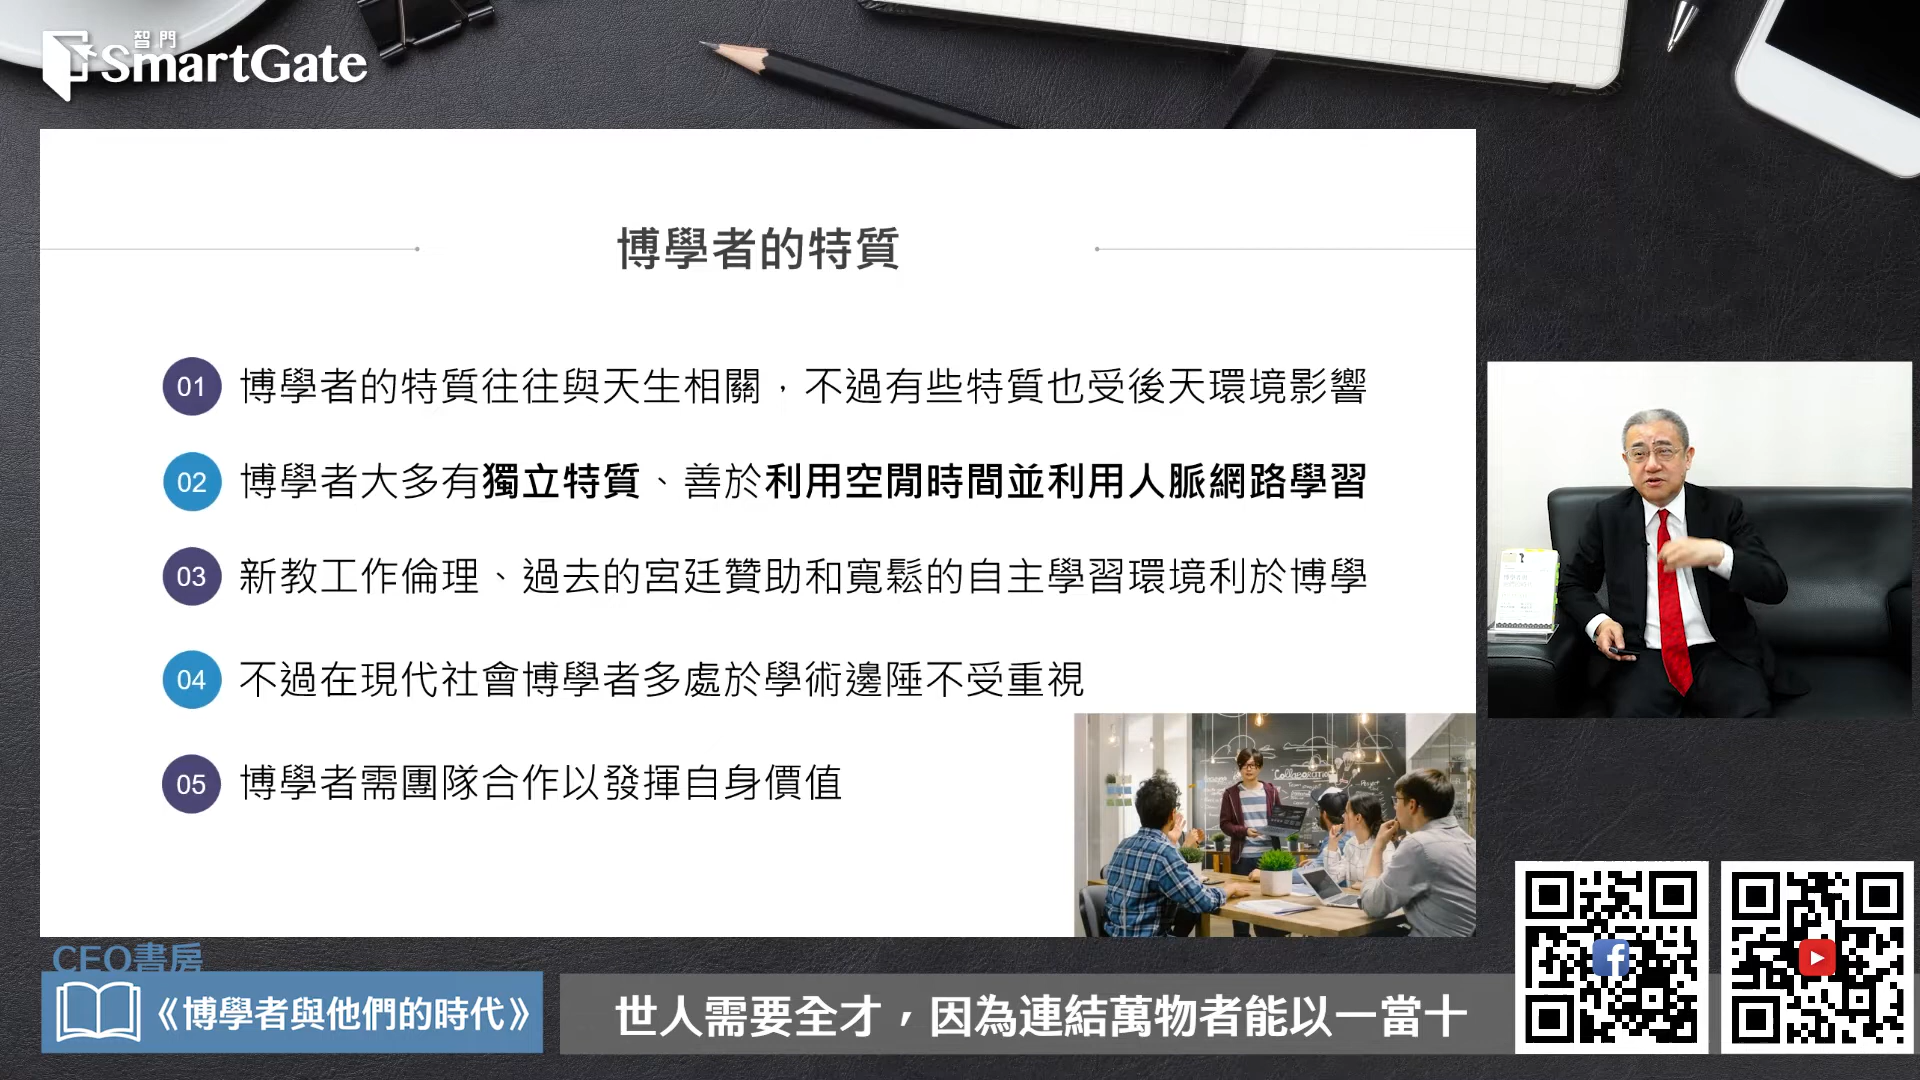 智門
SmartGate
博學者的特質
01 博學者的特質往往與天生相關，不過有些特質也受後天環境影響
02 博學者大多有獨立特質、善於利用空閒時間並利用人脈網路學習
03 新教工作倫理、過去的宮廷贊助和寬鬆的自主學習環境利於博學
04 不過在現代社會博學者多處於學術邊陲不受重視
05 博學者需團隊合作以發揮自身價值
Collaboration
CEO書房
《博學者與他們的時代》
世人需要全才，因為連結萬物者能以一當十